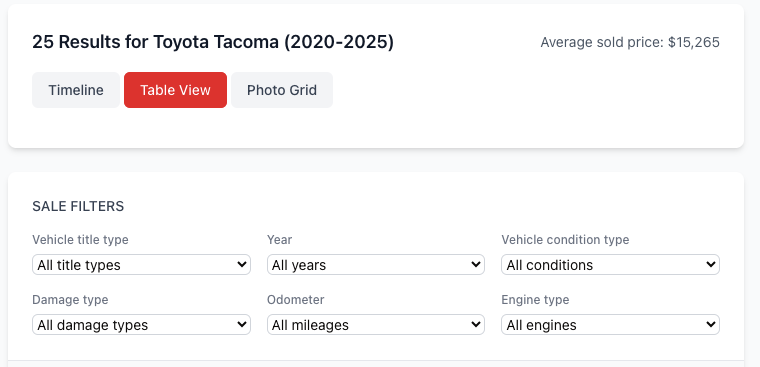 25 Results for Toyota Tacoma (2020-2025)
Average sold price: $15,265
Timeline
Table View
Photo Grid
SALE FILTERS
Vehicle title type
Year
Vehicle condition type
All title types
All years
All conditions
Damage type
Odometer
Engine type
All damage types
All mileages
All engines